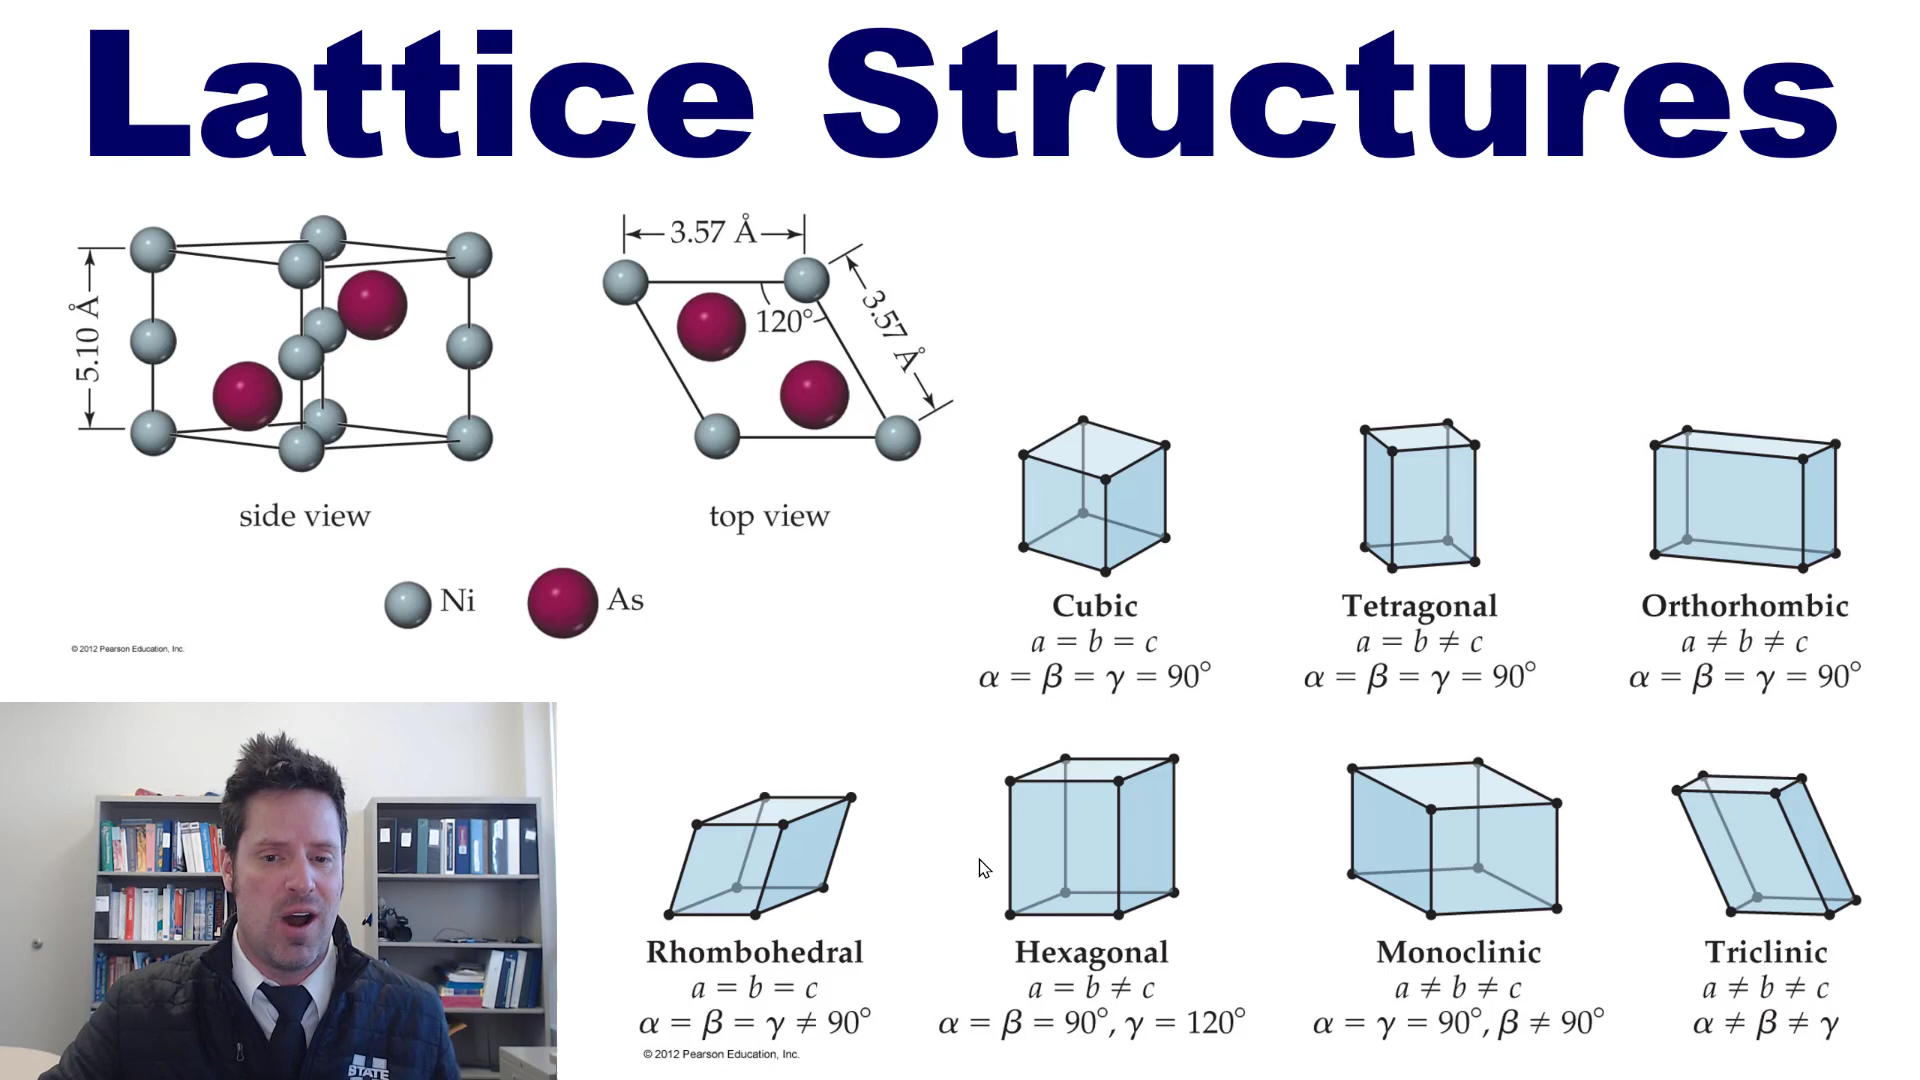 Lattice Structures
5.10 Å
side view
3.57 Å
120°
3.57 Å
top view
Ni
As
© 2012 Pearson Education, Inc.
Cubic
a = b = c
α = β = γ = 90°
Tetragonal
a = b ≠ c
α = β = γ = 90°
Orthorhombic
a ≠ b ≠ c
α = β = γ = 90°
Rhombohedral
a = b = c
α = β = γ ≠ 90°
Hexagonal
a = b ≠ c
α = β = 90°, γ = 120°
Monoclinic
a ≠ b ≠ c
α = γ = 90°, β ≠ 90°
Triclinic
a ≠ b ≠ c
α ≠ β ≠ γ
© 2012 Pearson Education, Inc.
STATE